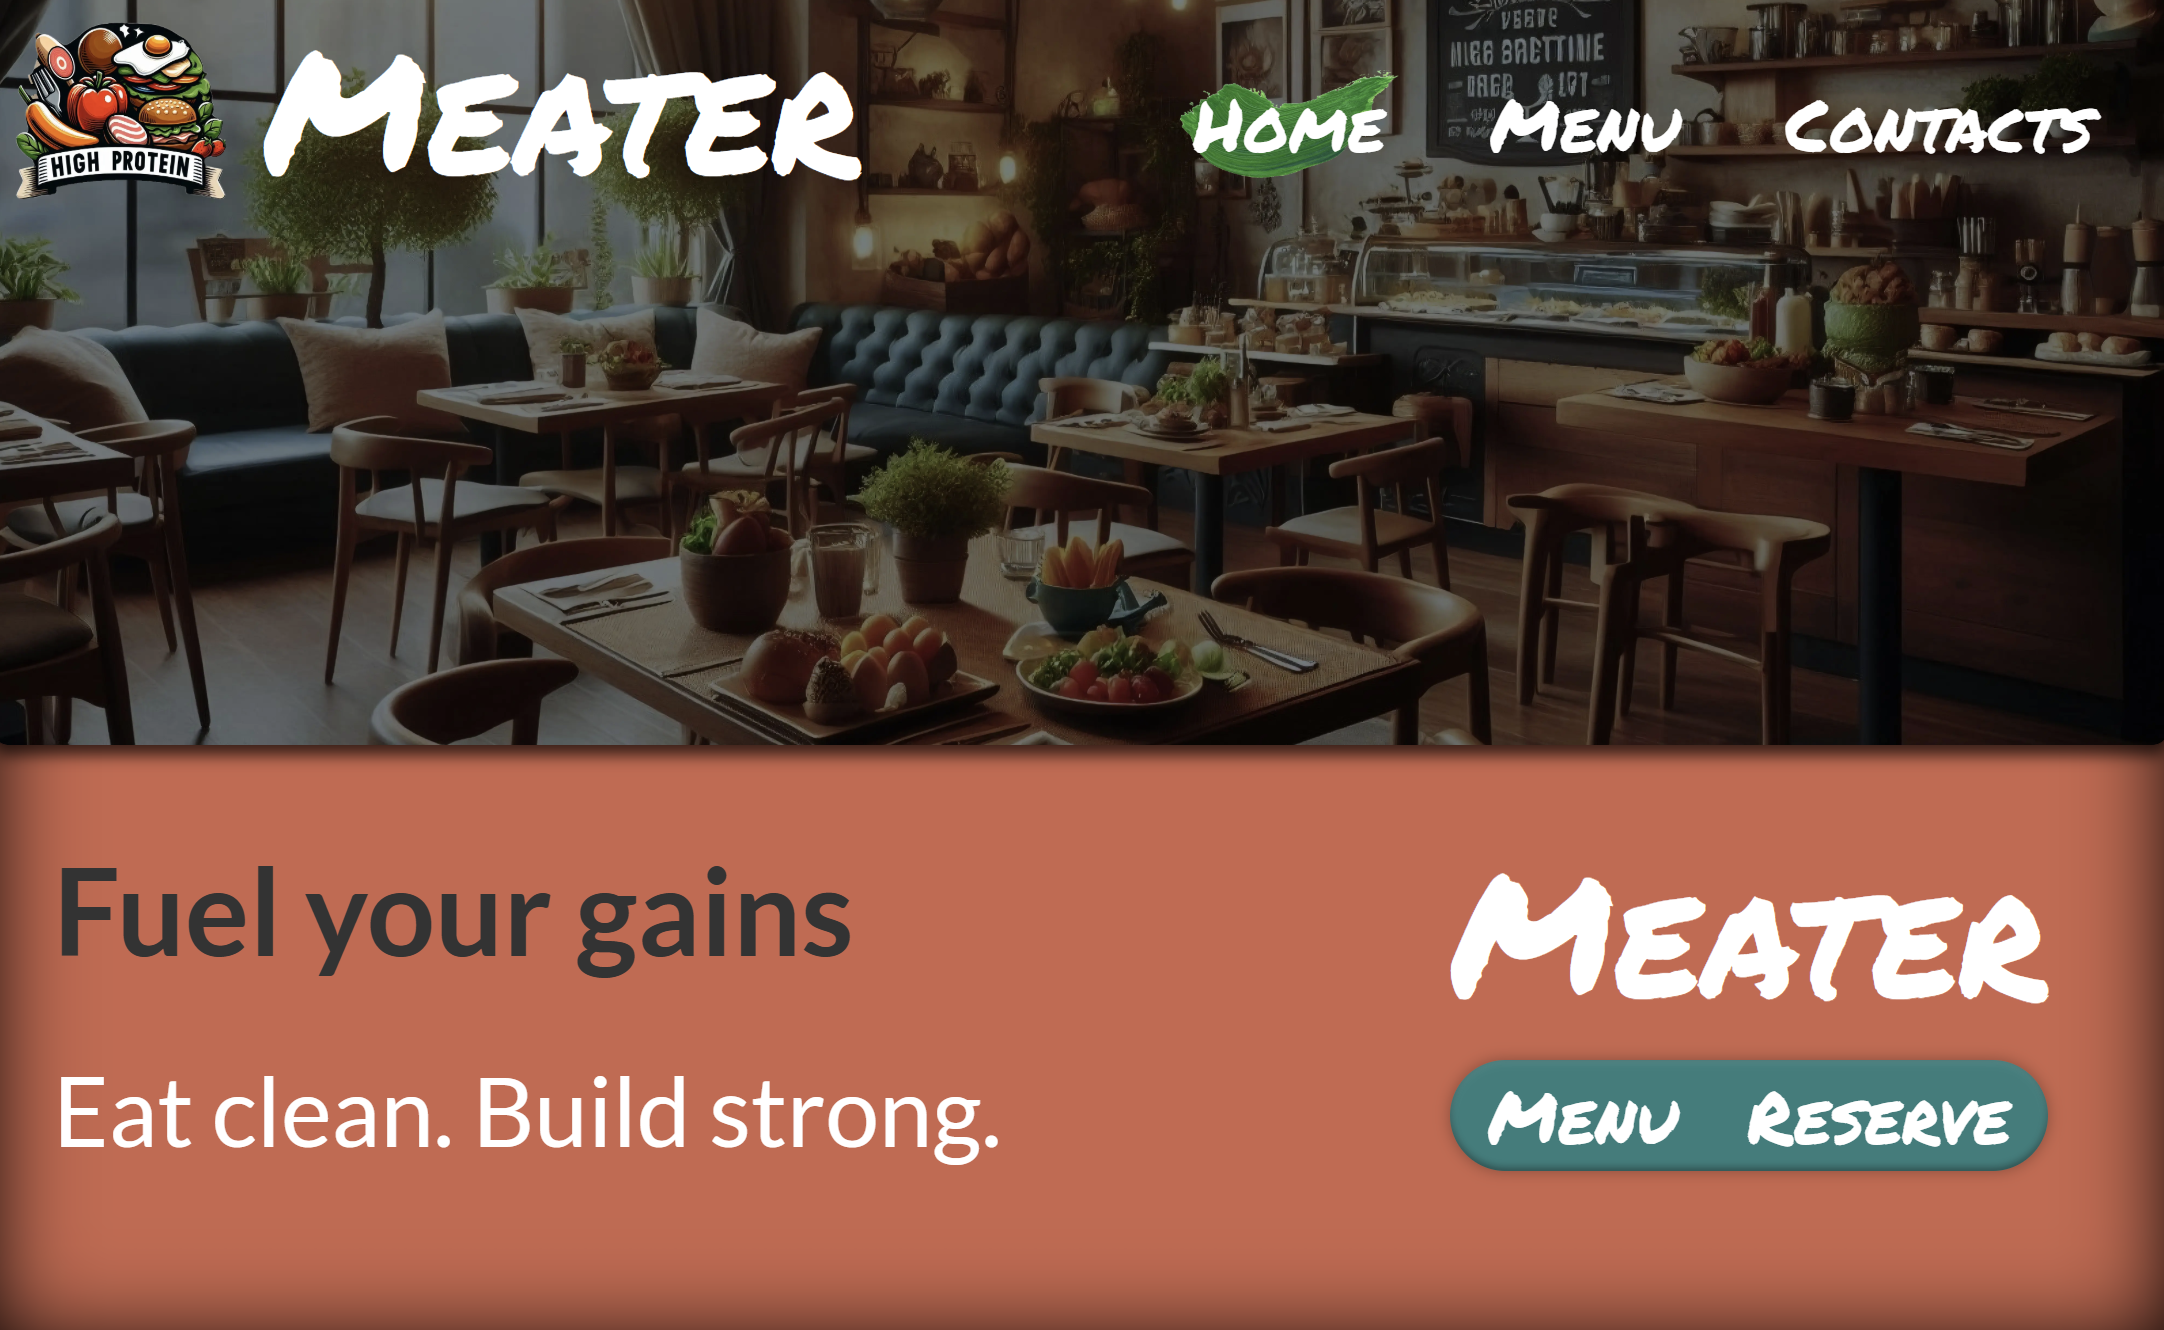 HIGH PROTEIN
MEATER
HOME
MENU
CONTACTS
Fuel your gains
Eat clean. Build strong.
MEATER
MENU
RESERVE